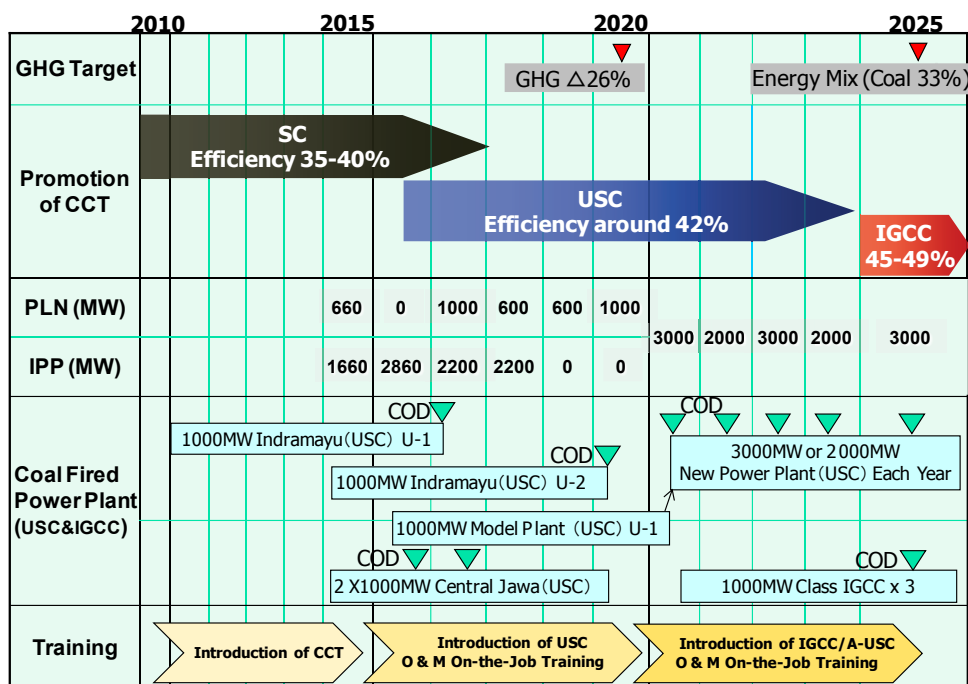 2010 2015 2020 2025
GHG Target
GHG △26%
Energy Mix (Coal 33%)
Promotion
of CCT
SC
Efficiency 35-40%
USC
Efficiency around 42%
IGCC
45-49%
PLN (MW)
660 0 1000 600 600 1000
3000 2000 3000 2000 3000
IPP (MW)
1660 2860 2200 2200 0 0
Coal Fired
Power Plant
(USC&IGCC)
COD
1000MW Indramayu(USC) U-1
COD
1000MW Indramayu(USC) U-2
1000MW Model Plant (USC) U-1
COD
2 X1000MW Central Jawa(USC)
COD
3000MW or 2000MW
New Power Plant(USC) Each Year
COD
1000MW Class IGCC x 3
Training
Introduction of CCT
Introduction of USC
O & M On-the-Job Training
Introduction of IGCC/A-USC
O & M On-the-Job Training